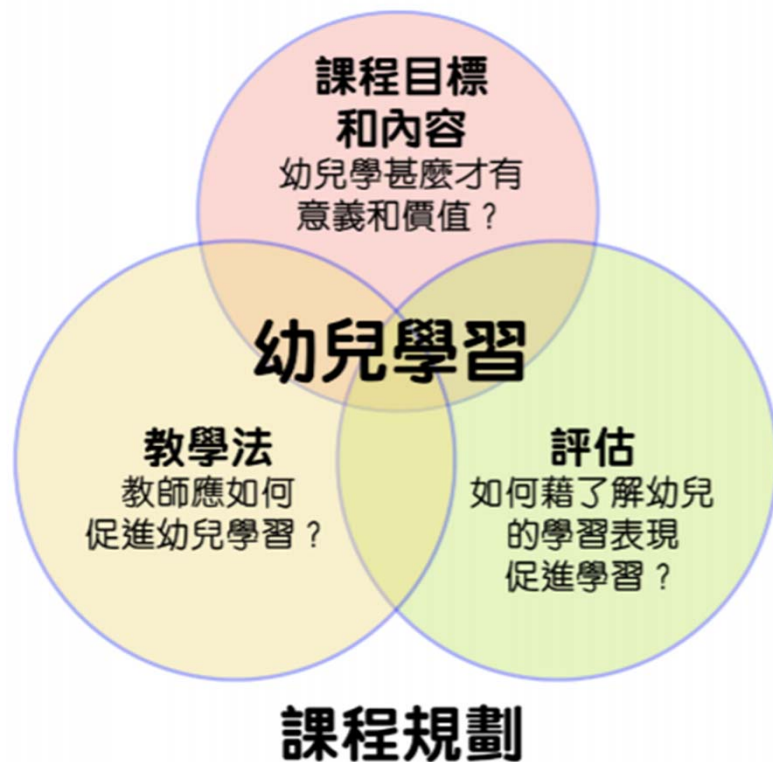 課程目標
和內容
幼兒學甚麼才有
意義和價值？
幼兒學習
教學法
教師應如何
促進幼兒學習？
評估
如何藉了解幼兒
的學習表現
促進學習？
課程規劃